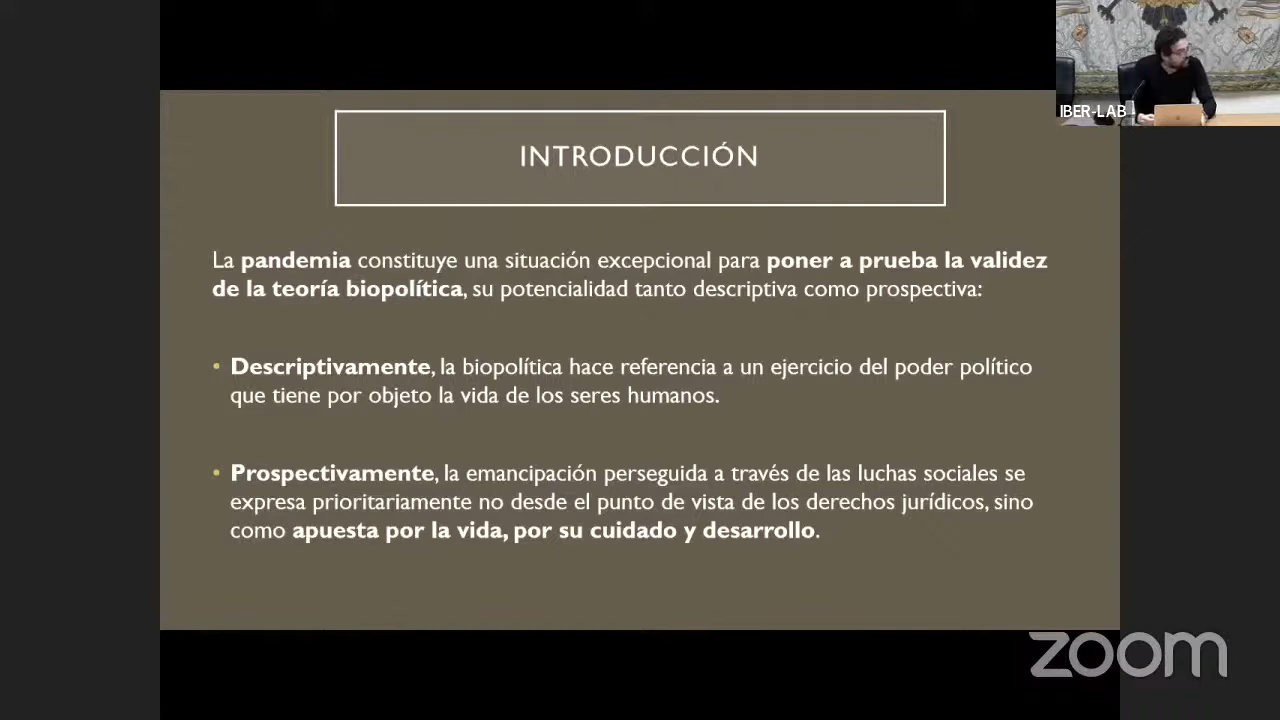 IBER-LAB
INTRODUCCIÓN
La pandemia constituye una situación excepcional para poner a prueba la validez
de la teoría biopolítica, su potencialidad tanto descriptiva como prospectiva:
• Descriptivamente, la biopolítica hace referencia a un ejercicio del poder político
que tiene por objeto la vida de los seres humanos.
• Prospectivamente, la emancipación perseguida a través de las luchas sociales se
expresa prioritariamente no desde el punto de vista de los derechos jurídicos, sino
como apuesta por la vida, por su cuidado y desarrollo.
zoom